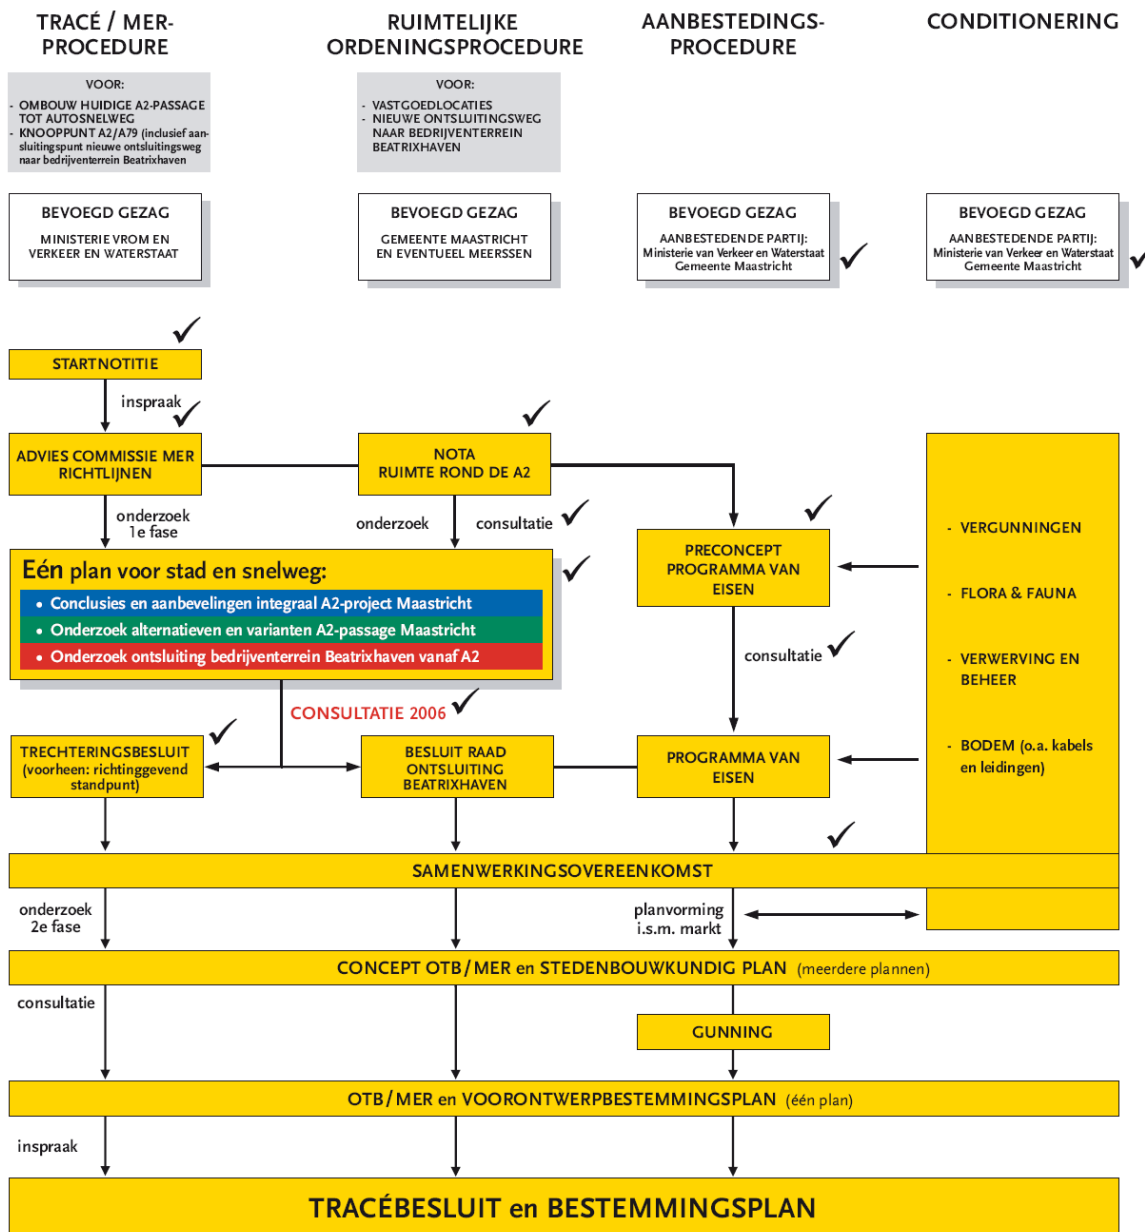 TRACÉ / MER-
PROCEDURE
RUIMTELIJKE
ORDENINGSPROCEDURE
AANBESTEDINGS-
PROCEDURE
CONDITIONERING
VOOR:
- OMBOUW HUIDIGE A2-PASSAGE
TOT AUTOSNELWEG
- KNOOPPUNT A2/A79 (inclusief aan-
sluitingspunt nieuwe ontsluitingsweg
naar bedrijventerrein Beatrixhaven
VOOR:
- VASTGOEDLOCATIES
- NIEUWE ONTSLUITINGSWEG
NAAR BEDRIJVENTERREIN
BEATRIXHAVEN
BEVOEGD GEZAG
MINISTERIE VROM EN
VERKEER EN WATERSTAAT
BEVOEGD GEZAG
GEMEENTE MAASTRICHT
EN EVENTUEEL MEERSSEN
BEVOEGD GEZAG
AANBESTEDENDE PARTIJ:
Ministerie van Verkeer en Waterstaat
Gemeente Maastricht
BEVOEGD GEZAG
AANBESTEDENDE PARTIJ:
Ministerie van Verkeer en Waterstaat
Gemeente Maastricht
STARTNOTITIE
inspraak
ADVIES COMMISSIE MER
RICHTLIJNEN
NOTA
RUIMTE ROND DE A2
onderzoek
1e fase
onderzoek
consultatie
PRECONCEPT
PROGRAMMA VAN
EISEN
- VERGUNNINGEN
- FLORA & FAUNA
- VERWERVING EN
BEHEER
- BODEM (o.a. kabels
en leidingen)
Eén plan voor stad en snelweg:
• Conclusies en aanbevelingen integraal A2-project Maastricht
• Onderzoek alternatieven en varianten A2-passage Maastricht
• Onderzoek ontsluiting bedrijventerrein Beatrixhaven vanaf A2
consultatie
CONSULTATIE 2006
TRECHTERINGSBESLUIT
(voorheen: richtinggevend
standpunt)
BESLUIT RAAD
ONTSLUITING
BEATRIXHAVEN
PROGRAMMA VAN
EISEN
SAMENWERKINGSOVEREENKOMST
onderzoek
2e fase
planvorming
i.s.m. markt
CONCEPT OTB/MER en STEDENBOUWKUNDIG PLAN (meerdere plannen)
consultatie
GUNNING
OTB/MER en VOORONTWERPBESTEMMINGSPLAN (één plan)
inspraak
TRACÉBESLUIT en BESTEMMINGSPLAN